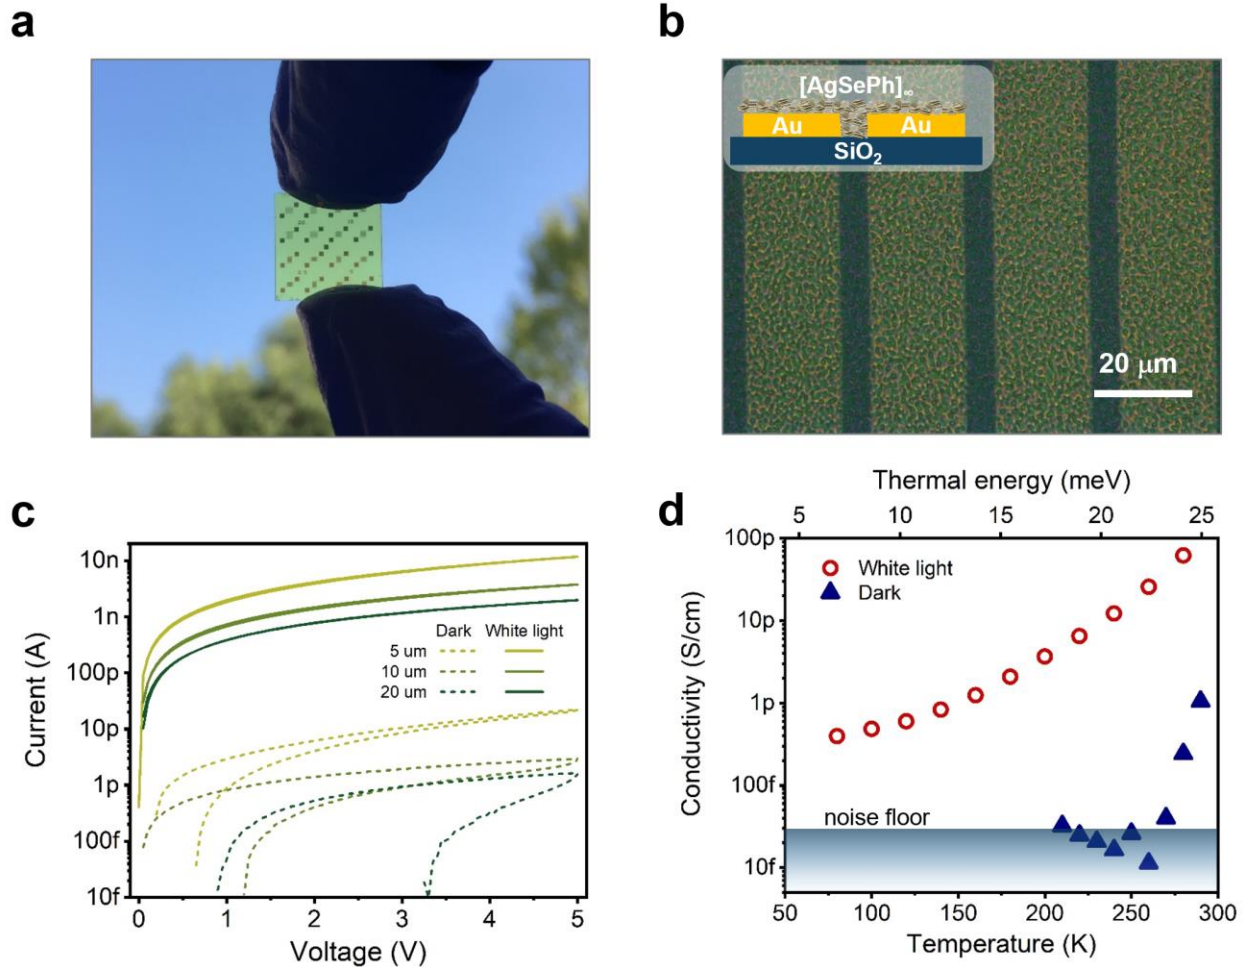 a
b
[AgSePh]∞
Au
Au
SiO2
20 μm
c
10n
1n
100p
10p
1p
100f
10f
Current (A)
Dark White light
5 um
10 um
20 um
0 1 2 3 4 5
Voltage (V)
d
Thermal energy (meV)
5 10 15 20 25
100p
10p
1p
100f
10f
Conductivity (S/cm)
White light
Dark
noise floor
50 100 150 200 250 300
Temperature (K)